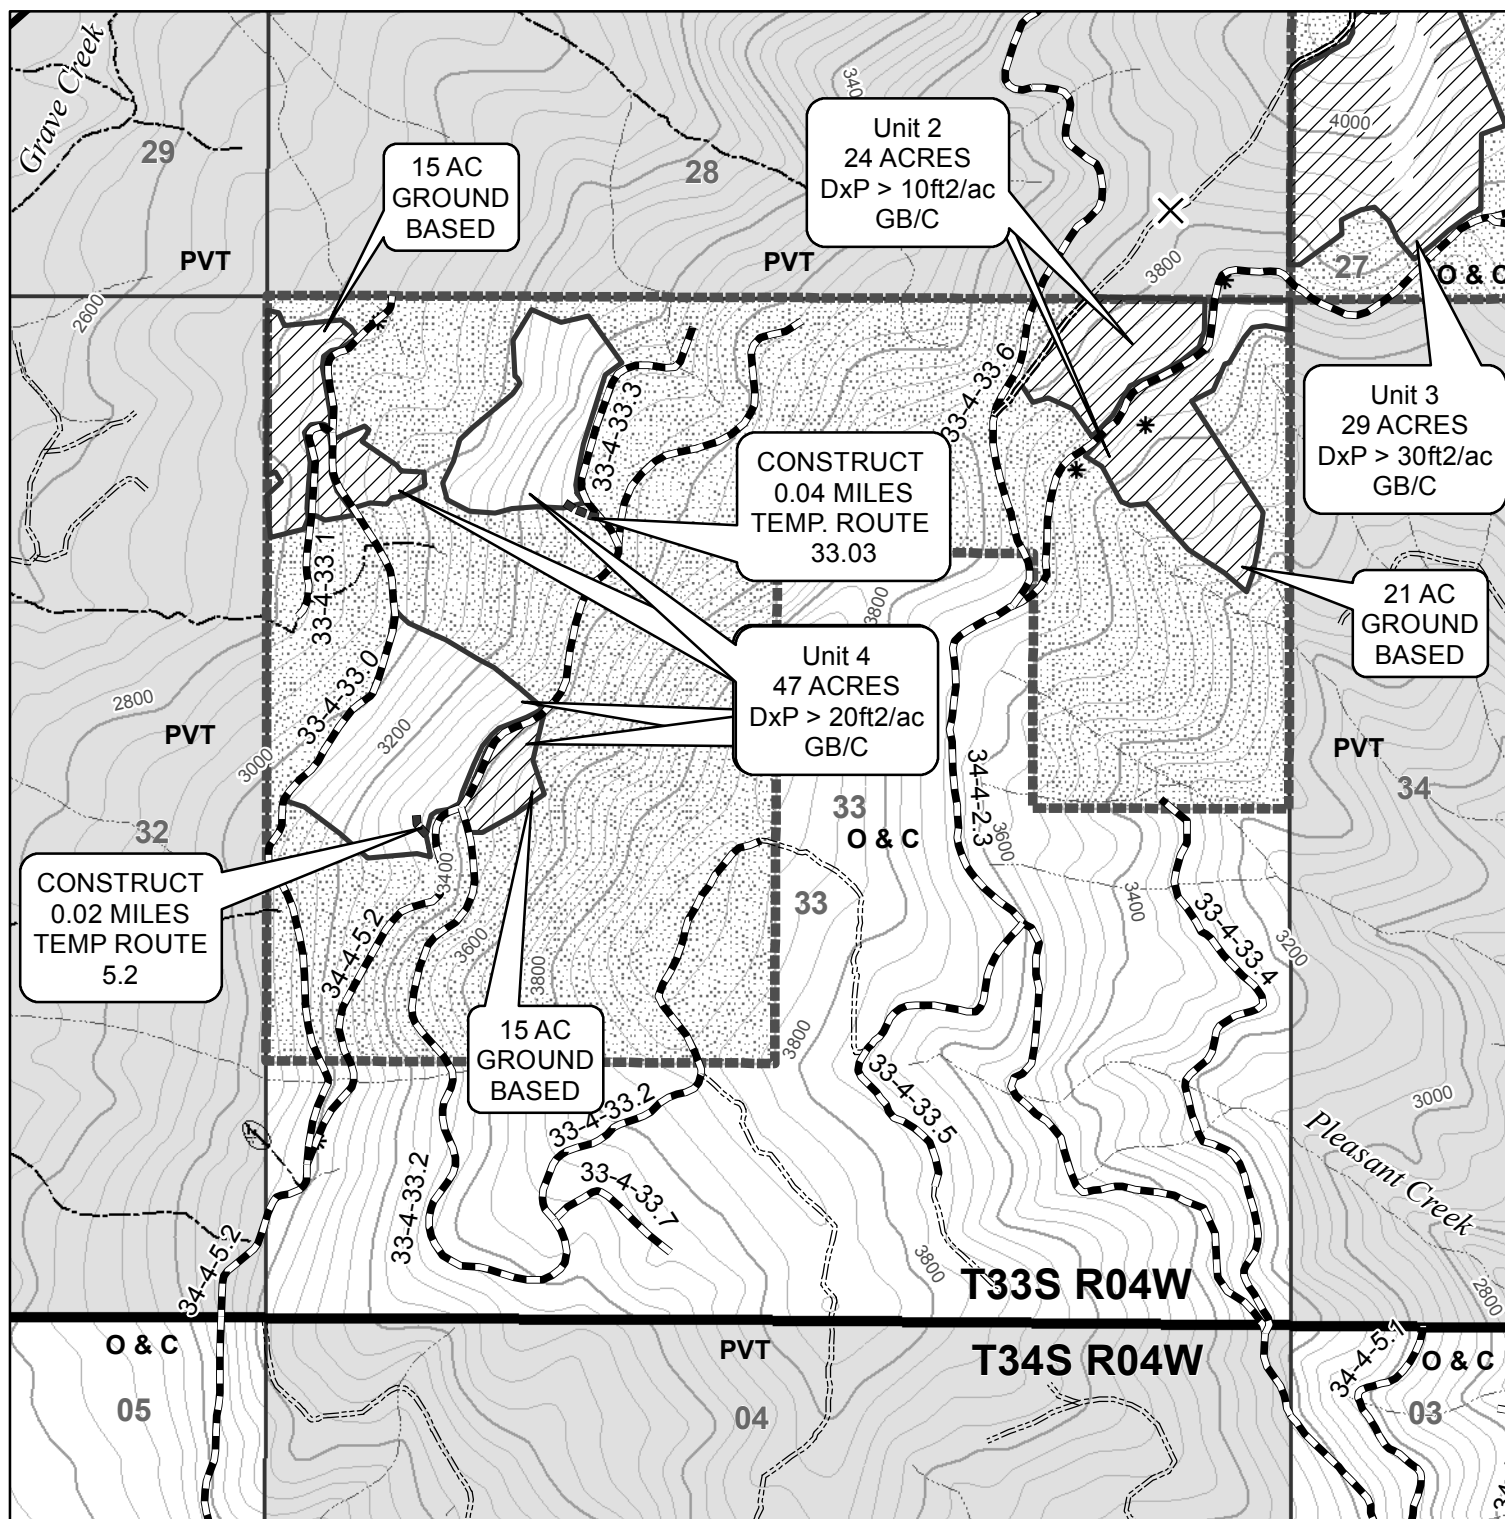 Grave Creek
29
28
340
4000
15 AC
GROUND
BASED
Unit 2
24 ACRES
DxP > 10ft2/ac
GB/C
PVT
PVT
3800
27
O & C
2600
33-4-33.6
33-4-33.3
Unit 3
29 ACRES
DxP > 30ft2/ac
GB/C
CONSTRUCT
0.04 MILES
TEMP. ROUTE
33.03
33-4-33.1
3800
21 AC
GROUND
BASED
Unit 4
47 ACRES
DxP > 20ft2/ac
GB/C
33-4-33.0
2800
PVT
3200
3000
PVT
34
34-4-2.3
3600
32
33
O & C
33
3400
CONSTRUCT
0.02 MILES
TEMP ROUTE
5.2
3400
33-4-33.4
3200
34-4-5.2
3600
3800
3800
15 AC
GROUND
BASED
33-4-33.2
33-4-33.5
3000
Pleasant Creek
33-4-33.2
33-4-33.7
34-4-5.2
3800
2800
T33S R04W
O & C
PVT
T34S R04W
34-4-5.1
O & C
05
04
03
34-